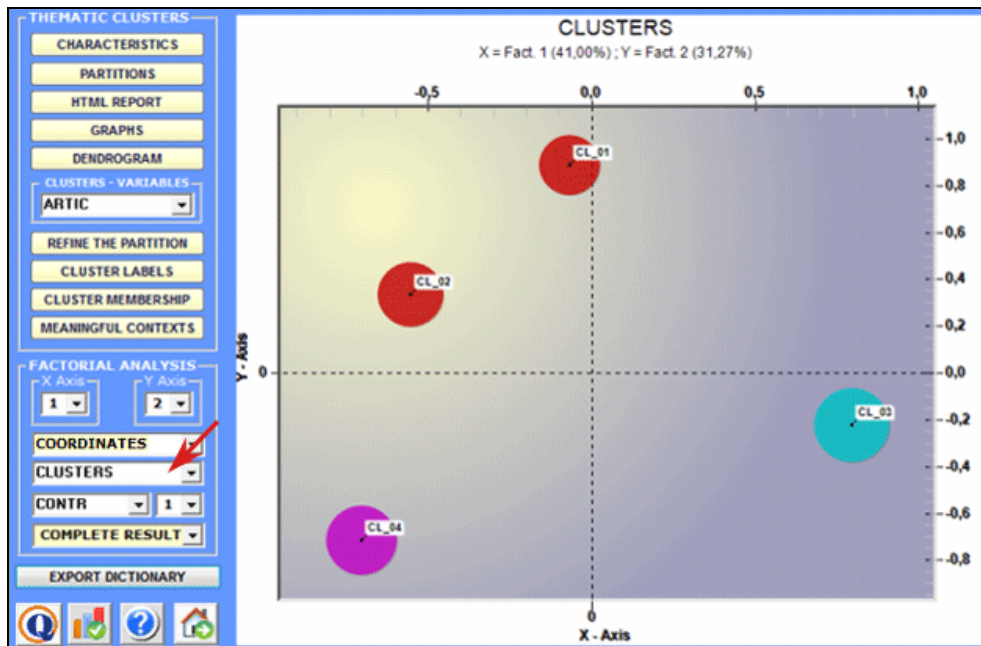 THEMATIC CLUSTERS
CHARACTERISTICS
PARTITIONS
HTML REPORT
GRAPHS
DENDROGRAM
CLUSTERS - VARIABLES
ARTIC
REFINE THE PARTITION
CLUSTER LABELS
CLUSTER MEMBERSHIP
MEANINGFUL CONTEXTS
FACTORIAL ANALYSIS
X Axis Y Axis
1 2
COORDINATES
CLUSTERS
CONTR 1
COMPLETE RESULT
EXPORT DICTIONARY
Q ?
CLUSTERS
X = Fact. 1 (41,00%) ; Y = Fact. 2 (31,27%)
-0,5 0,0 0,5 1,0
CL_01
CL_02
CL_03
CL_04
1,0
0,8
0,6
0,4
0,2
0,0
-0,2
-0,4
-0,6
-0,8
Y - Axis
0
0
X - Axis